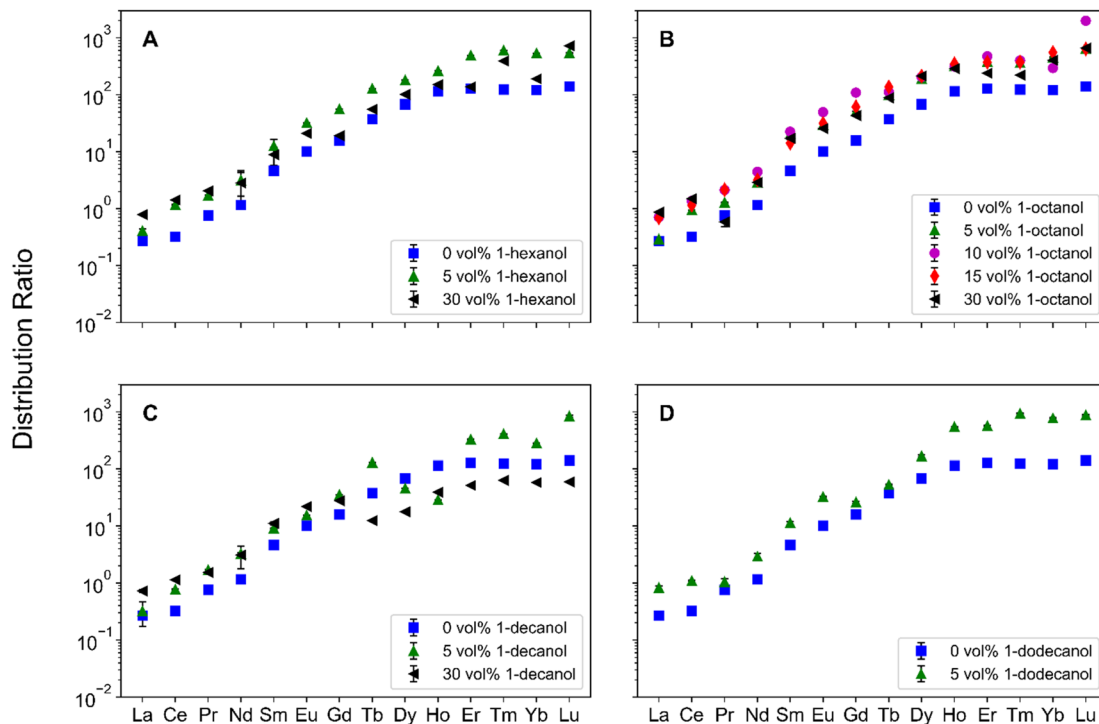 Distribution Ratio
A
10³
10²
10¹
10⁰
10⁻¹
10⁻²
0 vol% 1-hexanol
5 vol% 1-hexanol
30 vol% 1-hexanol
B
0 vol% 1-octanol
5 vol% 1-octanol
10 vol% 1-octanol
15 vol% 1-octanol
30 vol% 1-octanol
C
10³
10²
10¹
10⁰
10⁻¹
10⁻²
0 vol% 1-decanol
5 vol% 1-decanol
30 vol% 1-decanol
La Ce Pr Nd Sm Eu Gd Tb Dy Ho Er Tm Yb Lu
D
0 vol% 1-dodecanol
5 vol% 1-dodecanol
La Ce Pr Nd Sm Eu Gd Tb Dy Ho Er Tm Yb Lu